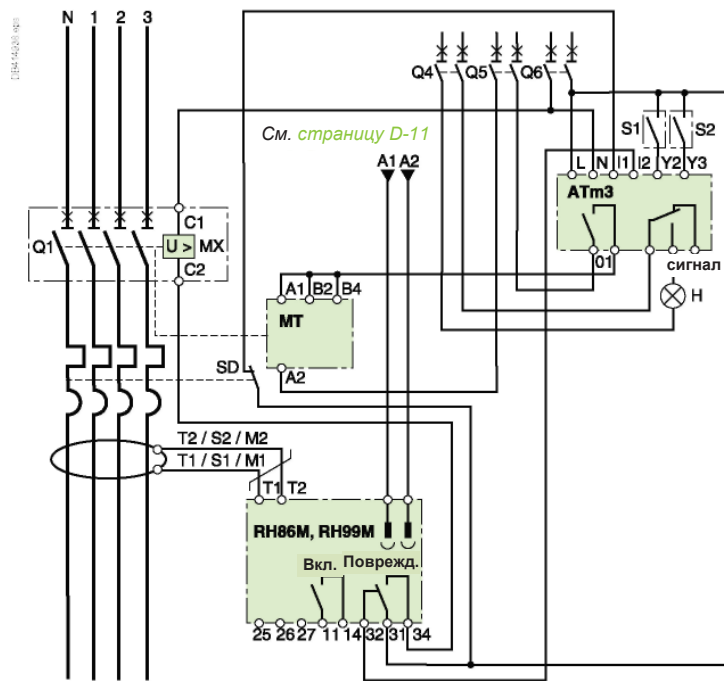 N 1 2 3
DB414926.eps
Q4 Q5 Q6
S1 S2
См. страницу D-11
A1 A2
L N I1 I2 Y2 Y3
ATm3
C1
Q1 U > MX
C2
01
сигнал
H
A1 B2 B4
MT
SD
A2
T2 / S2 / M2
T1 / S1 / M1
T1 T2
RH86M, RH99M
Вкл. Поврежд.
25 26 27 11 14 32 31 34